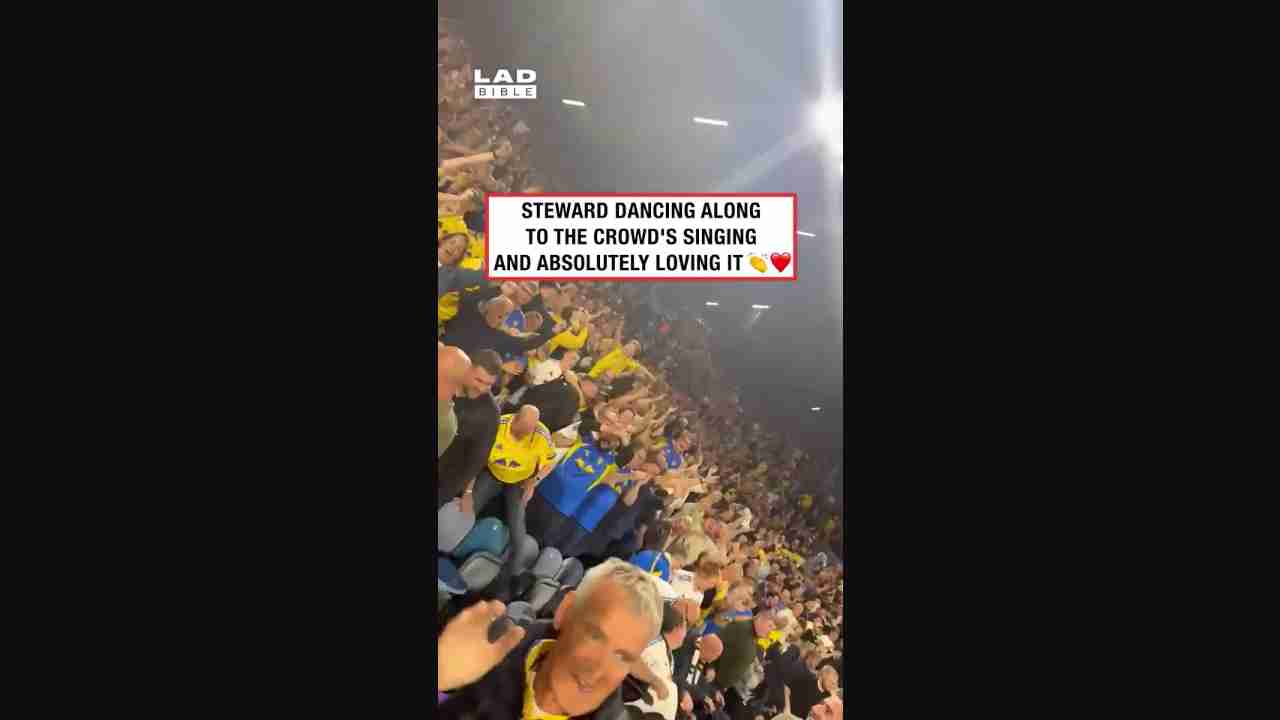 LAD
BIBLE
STEWARD DANCING ALONG
TO THE CROWD'S SINGING
AND ABSOLUTELY LOVING IT 👏❤️